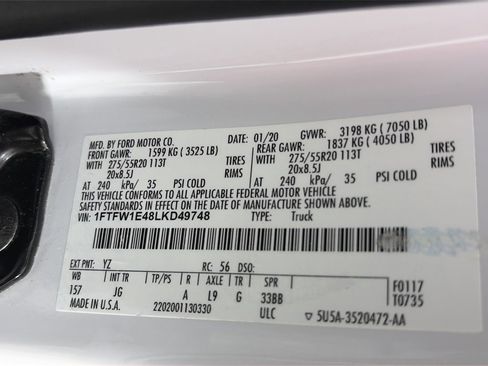 MFD. BY FORD MOTOR CO.
DATE: 01/20 GVWR: 3198 KG (7050 LB)
FRONT GAWR: 1599 KG (3525 LB) REAR GAWR: 1837 KG (4050 LB)
WITH 275/55R20 113T TIRES WITH 275/55R20 113T TIRES
20x8.5J RIMS 20x8.5J RIMS
AT 240 kPa/ 35 PSI COLD AT 240 kPa/ 35 PSI COLD
THIS VEHICLE CONFORMS TO ALL APPLICABLE FEDERAL MOTOR VEHICLE
SAFETY STANDARDS IN EFFECT ON THE DATE OF MANUFACTURE SHOWN ABOVE.
VIN: 1FTFW1E48LKD49748 TYPE: Truck
EXT PNT: YZ RC: 56 DSO:
WB INT TR TP/PS R AXLE TR SPR
157 JG A L9 G 33BB F0117
T0735
MADE IN U.S.A. 2202001130330 ULC ▽ 5U5A-3520472-AA